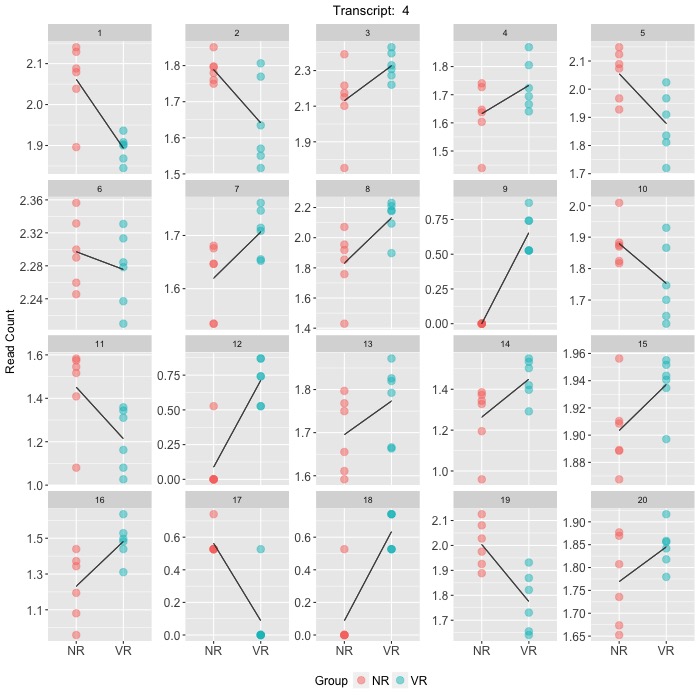 Transcript: 4
1 2 3 4 5
2.1 2.0 1.9
1.8 1.7 1.6 1.5
2.3 2.1 1.9
1.8 1.7 1.6 1.5
2.1 2.0 1.9 1.8 1.7
6 7 8 9 10
2.36 2.32 2.28 2.24
1.7 1.6
2.2 2.0 1.8 1.6 1.4
0.75 0.50 0.25 0.00
2.0 1.9 1.8 1.7
Read Count
11 12 13 14 15
1.6 1.4 1.2 1.0
0.75 0.50 0.25 0.00
1.8 1.7 1.6
1.4 1.2 1.0
1.96 1.94 1.92 1.90 1.88
16 17 18 19 20
1.5 1.3 1.1
0.6 0.4 0.2 0.0
0.6 0.4 0.2 0.0
2.1 2.0 1.9 1.8 1.7
1.90 1.85 1.80 1.75 1.70 1.65
NR VR NR VR NR VR NR VR NR VR
Group NR VR